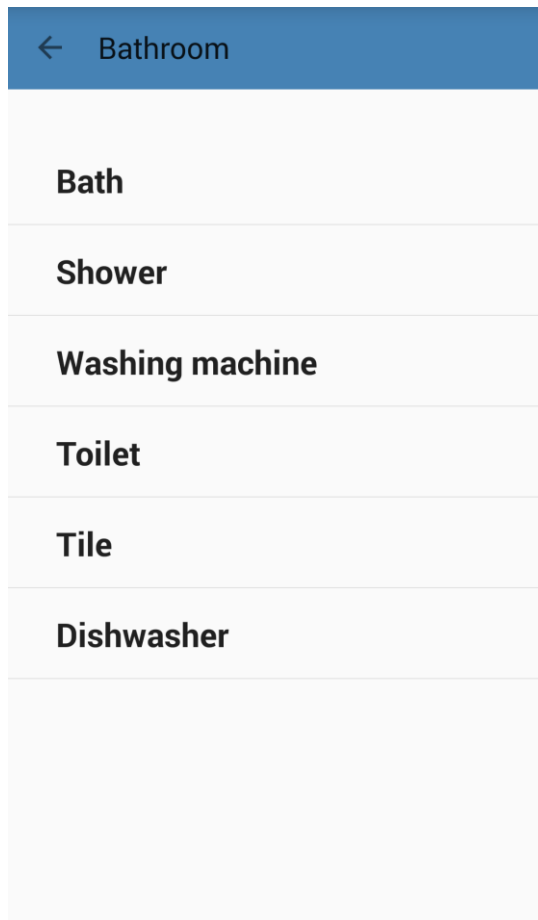 Bathroom
Bath
Shower
Washing machine
Toilet
Tile
Dishwasher